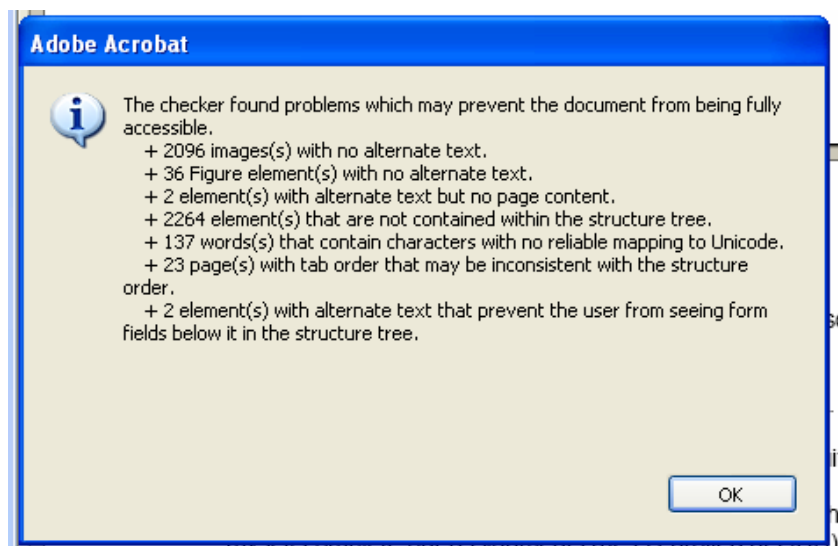 Adobe Acrobat
The checker found problems which may prevent the document from being fully
accessible.
+ 2096 images(s) with no alternate text.
+ 36 Figure element(s) with no alternate text.
+ 2 element(s) with alternate text but no page content.
+ 2264 element(s) that are not contained within the structure tree.
+ 137 words(s) that contain characters with no reliable mapping to Unicode.
+ 23 page(s) with tab order that may be inconsistent with the structure
order.
+ 2 element(s) with alternate text that prevent the user from seeing form
fields below it in the structure tree.
OK